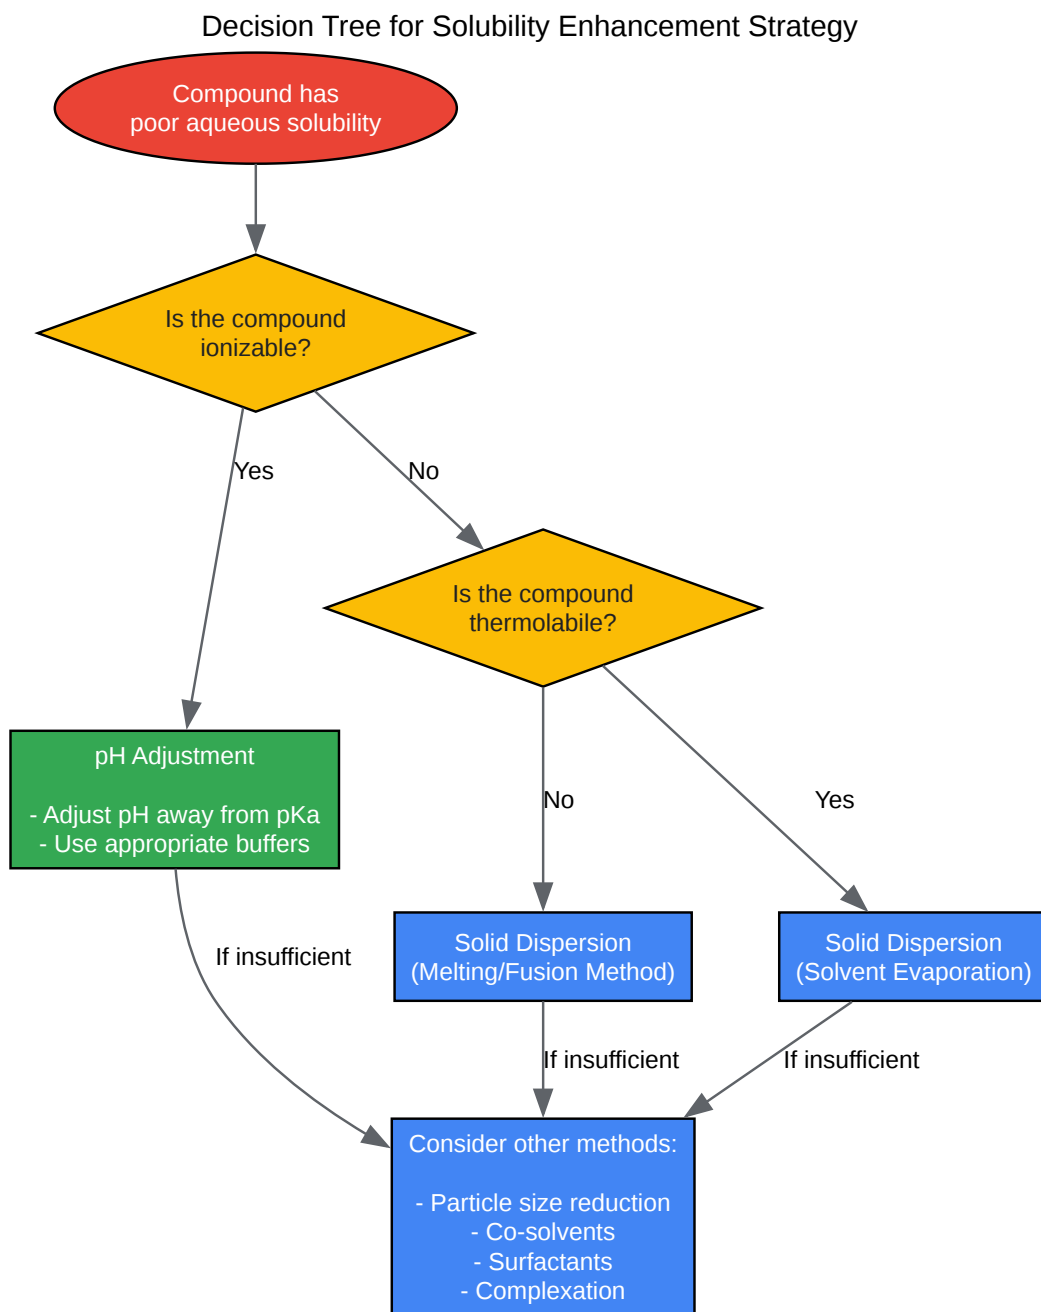 Decision Tree for Solubility Enhancement Strategy
Compound has
poor aqueous solubility
Is the compound
ionizable?
Yes
No
Is the compound
thermolabile?
pH Adjustment
- Adjust pH away from pKa
- Use appropriate buffers
No
Yes
Solid Dispersion
(Melting/Fusion Method)
Solid Dispersion
(Solvent Evaporation)
If insufficient
If insufficient
If insufficient
Consider other methods:
- Particle size reduction
- Co-solvents
- Surfactants
- Complexation